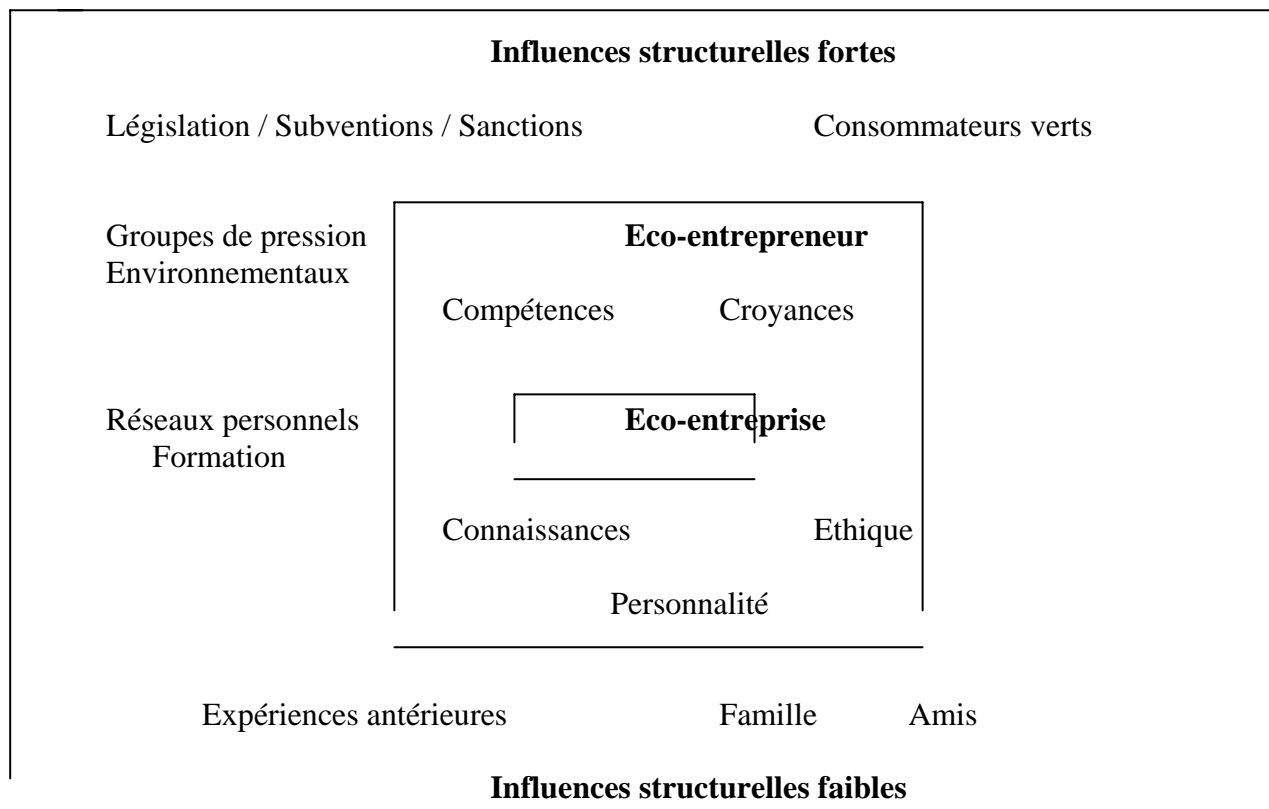 Influences structurelles fortes
Législation / Subventions / Sanctions Consommateurs verts
Groupes de pression Eco-entrepreneur
Environnementaux
Compétences Croyances
Réseaux personnels Eco-entreprise
Formation
Connaissances Ethique
Personnalité
Expériences antérieures Famille Amis
Influences structurelles faibles